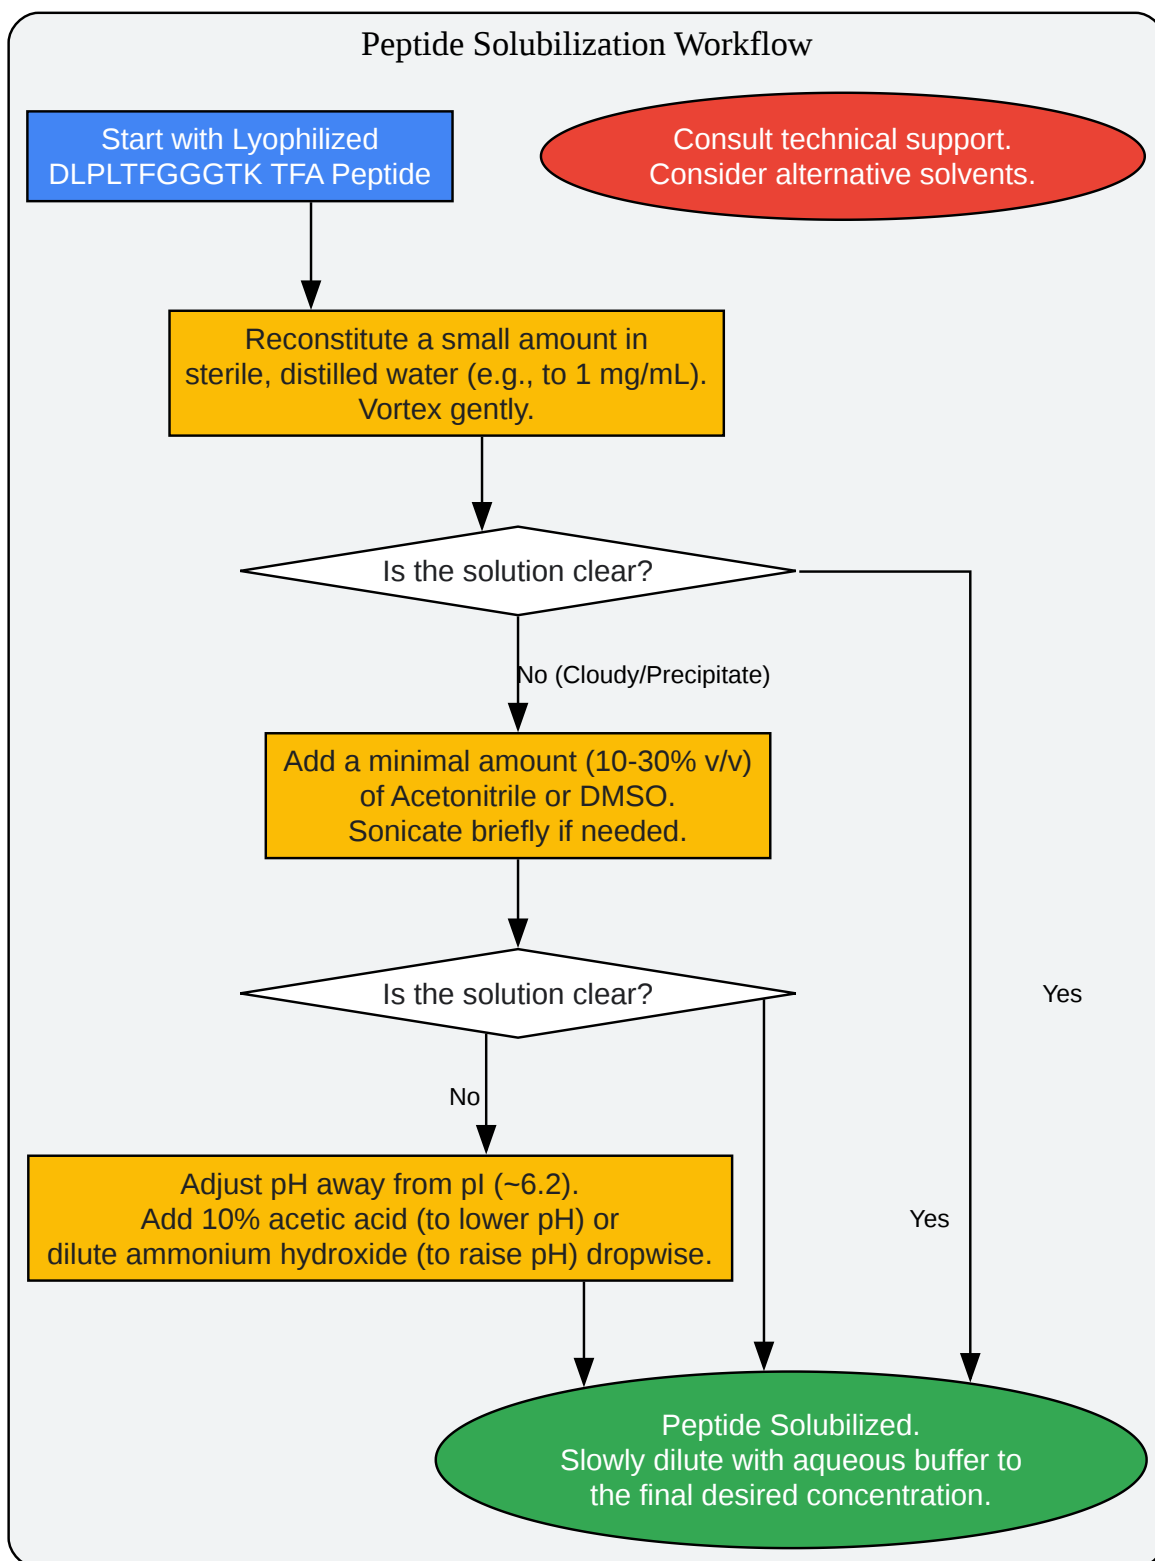 Peptide Solubilization Workflow
Start with Lyophilized
DLPLTFGGGTK TFA Peptide
Consult technical support.
Consider alternative solvents.
Reconstitute a small amount in
sterile, distilled water (e.g., to 1 mg/mL).
Vortex gently.
Is the solution clear?
No (Cloudy/Precipitate)
Add a minimal amount (10-30% v/v)
of Acetonitrile or DMSO.
Sonicate briefly if needed.
Is the solution clear?
Yes
No
Adjust pH away from pI (~6.2).
Add 10% acetic acid (to lower pH) or
dilute ammonium hydroxide (to raise pH) dropwise.
Yes
Peptide Solubilized.
Slowly dilute with aqueous buffer to
the final desired concentration.